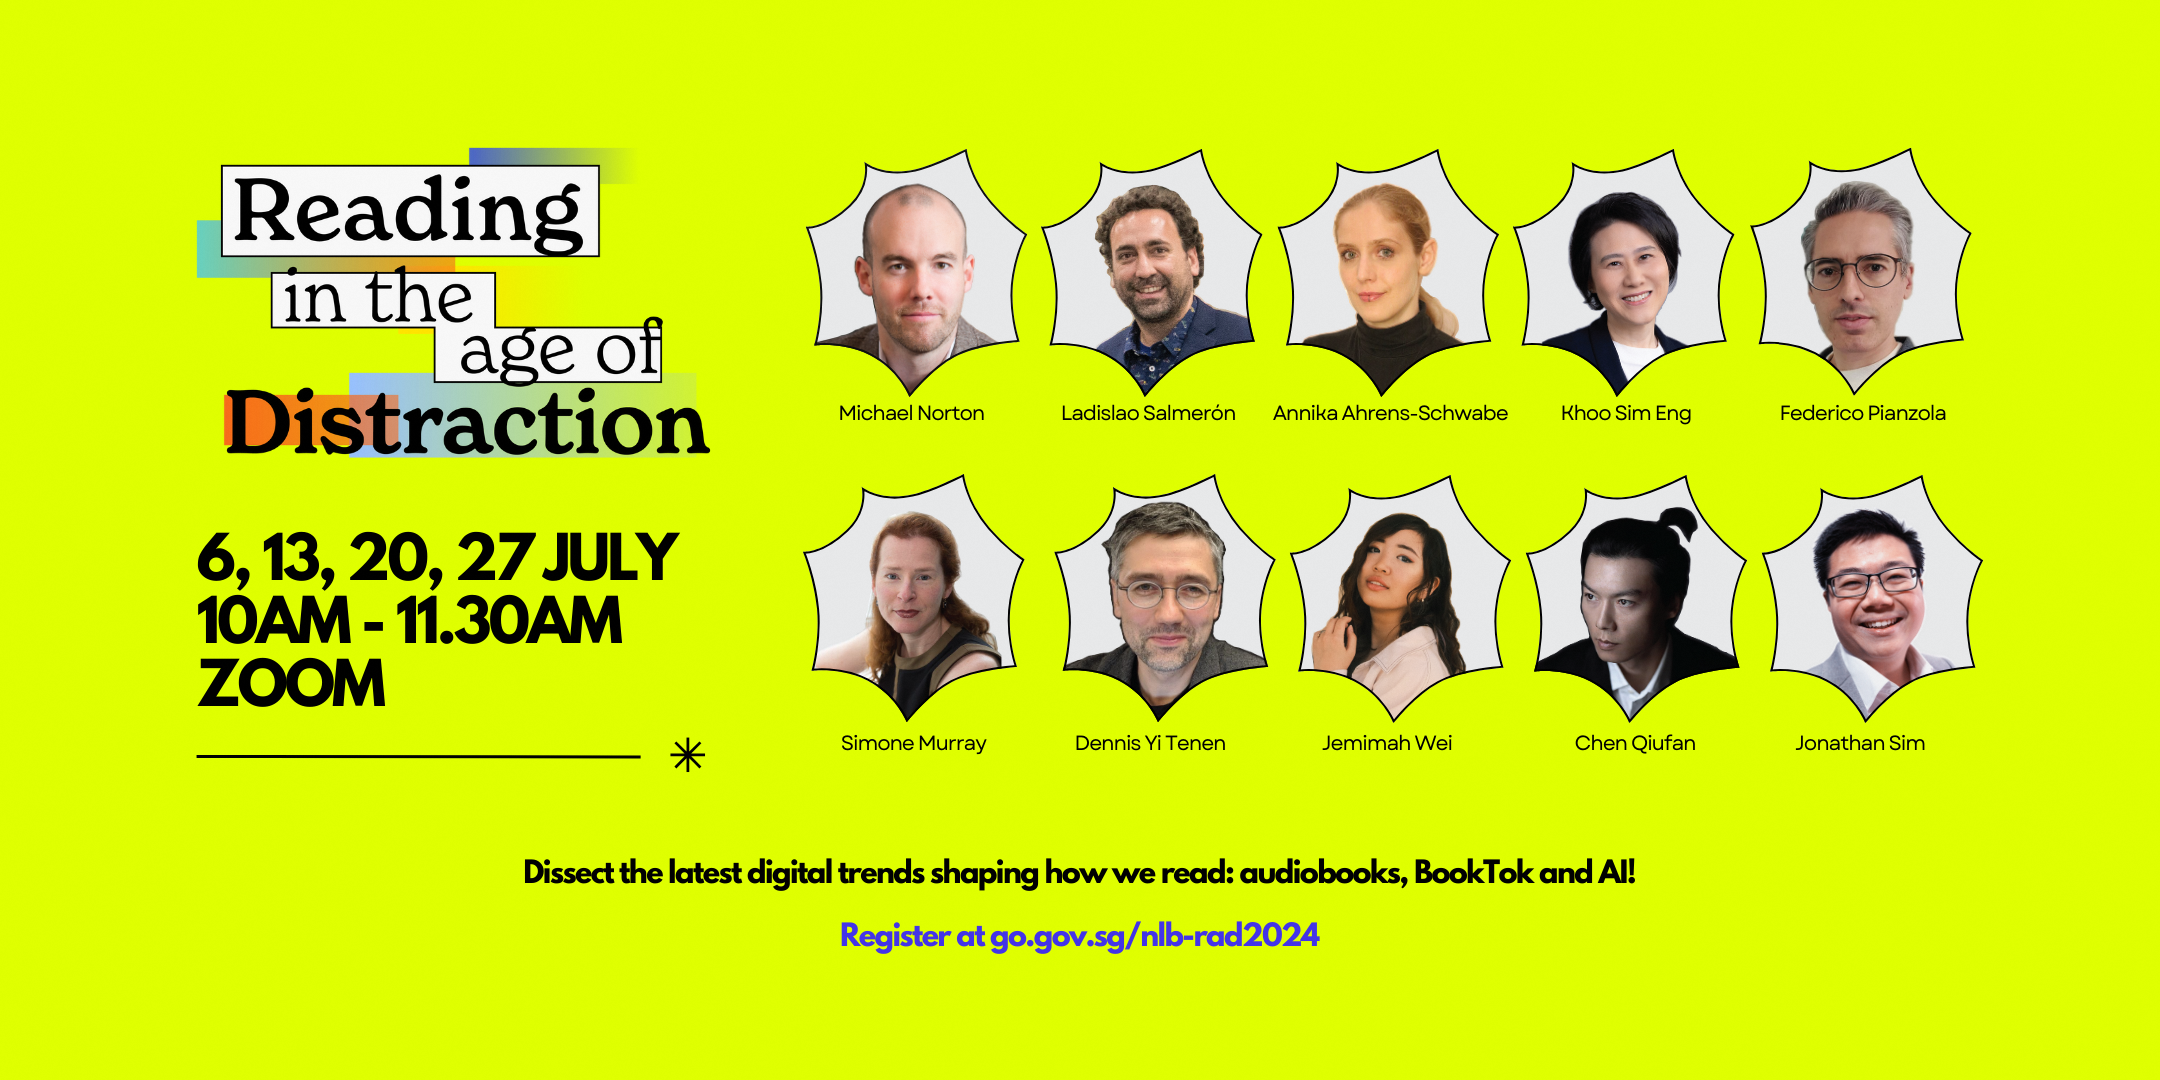 Reading
in the
age of
Distraction
6, 13, 20, 27 JULY
10AM - 11.30AM
ZOOM
Michael Norton
Ladislao Salmerón
Annika Ahrens-Schwabe
Khoo Sim Eng
Federico Pianzola
Simone Murray
Dennis Yi Tenen
Jemimah Wei
Chen Qiufan
Jonathan Sim
Dissect the latest digital trends shaping how we read: audiobooks, BookTok and AI!
Register at go.gov.sg/nlb-rad2024